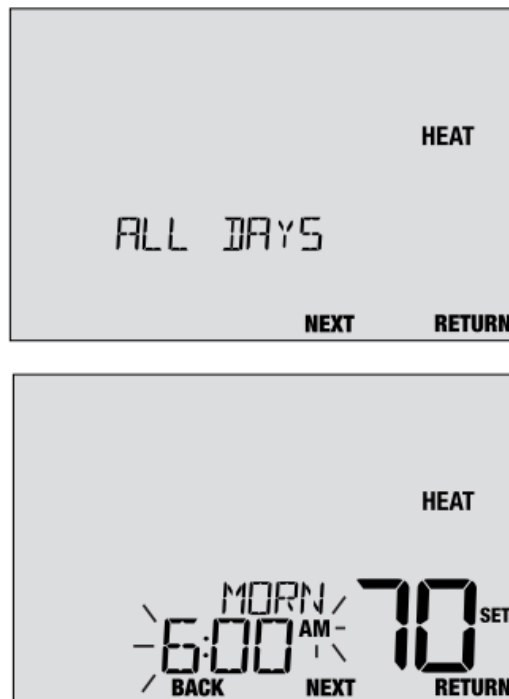 HEAT
ALL DAYS
NEXT RETURN
HEAT
MORN
6:00 AM 70 SET
BACK NEXT RETURN